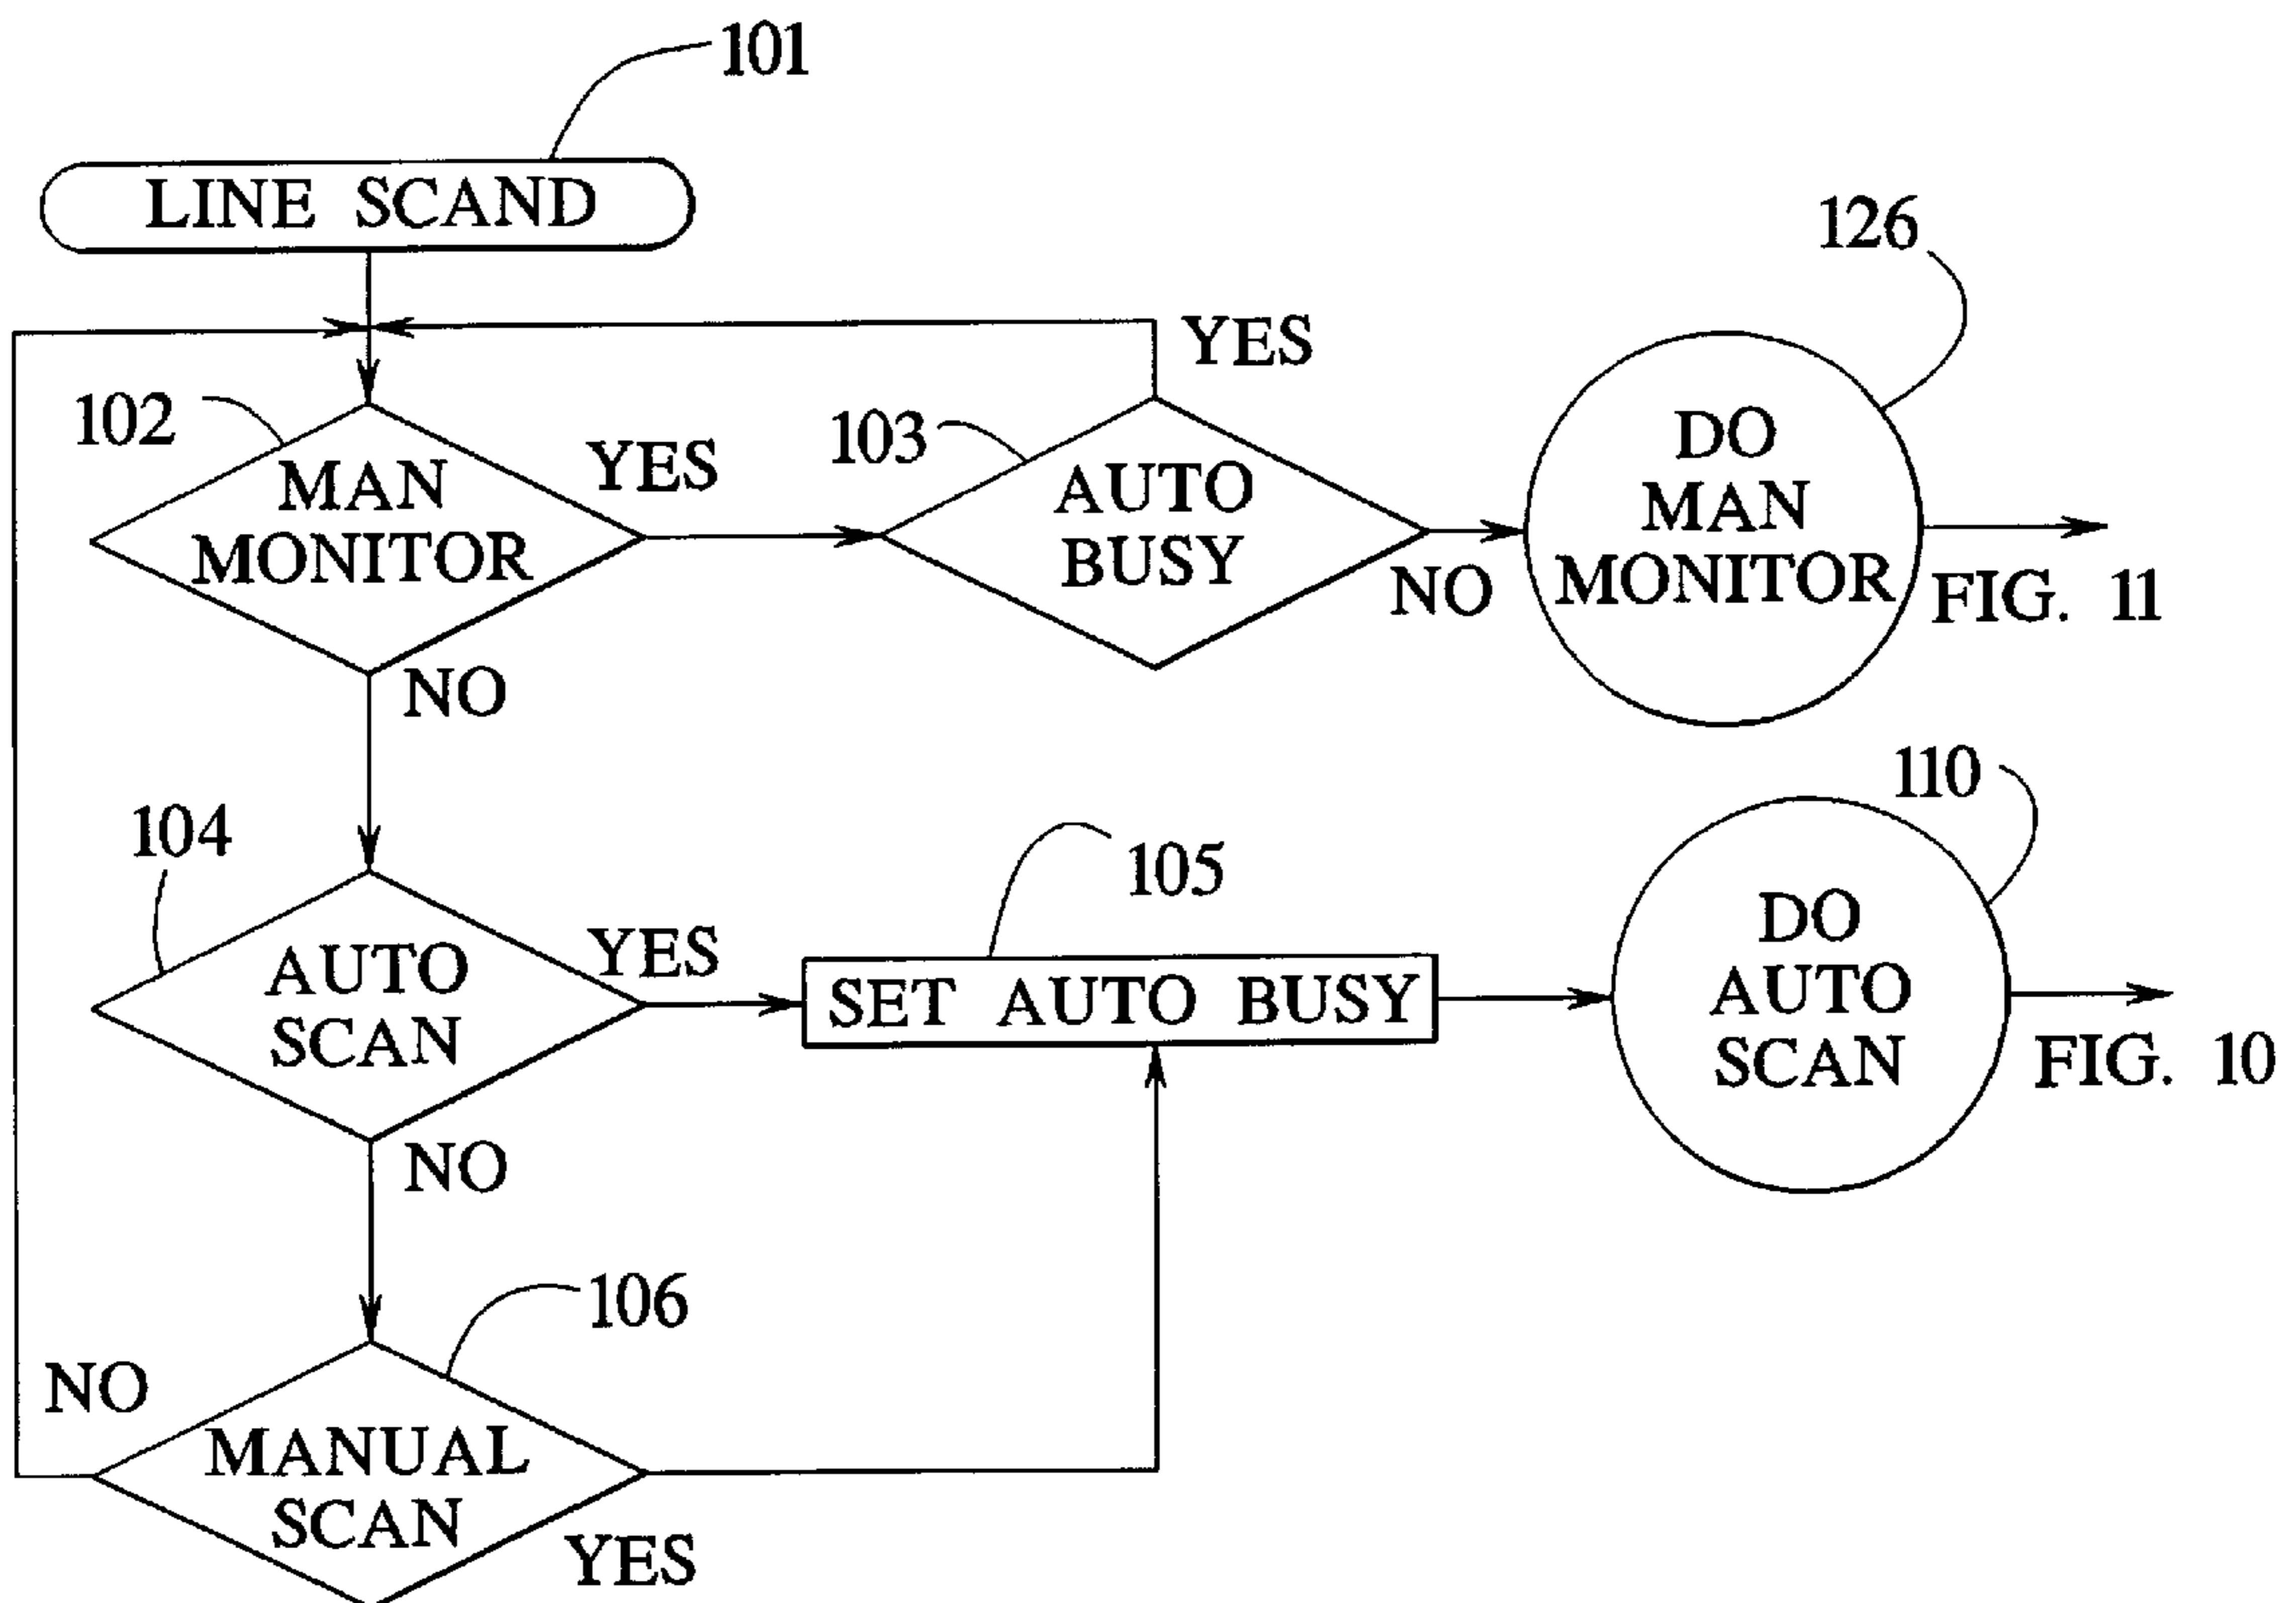 101
LINE SCAND
126
YES
102
MAN
MONITOR
YES
103
AUTO
BUSY
NO
DO
MAN
MONITOR
FIG. 11
NO
110
104
AUTO
SCAN
YES
105
SET AUTO BUSY
DO
AUTO
SCAN
FIG. 10
NO
106
NO
MANUAL
SCAN
YES